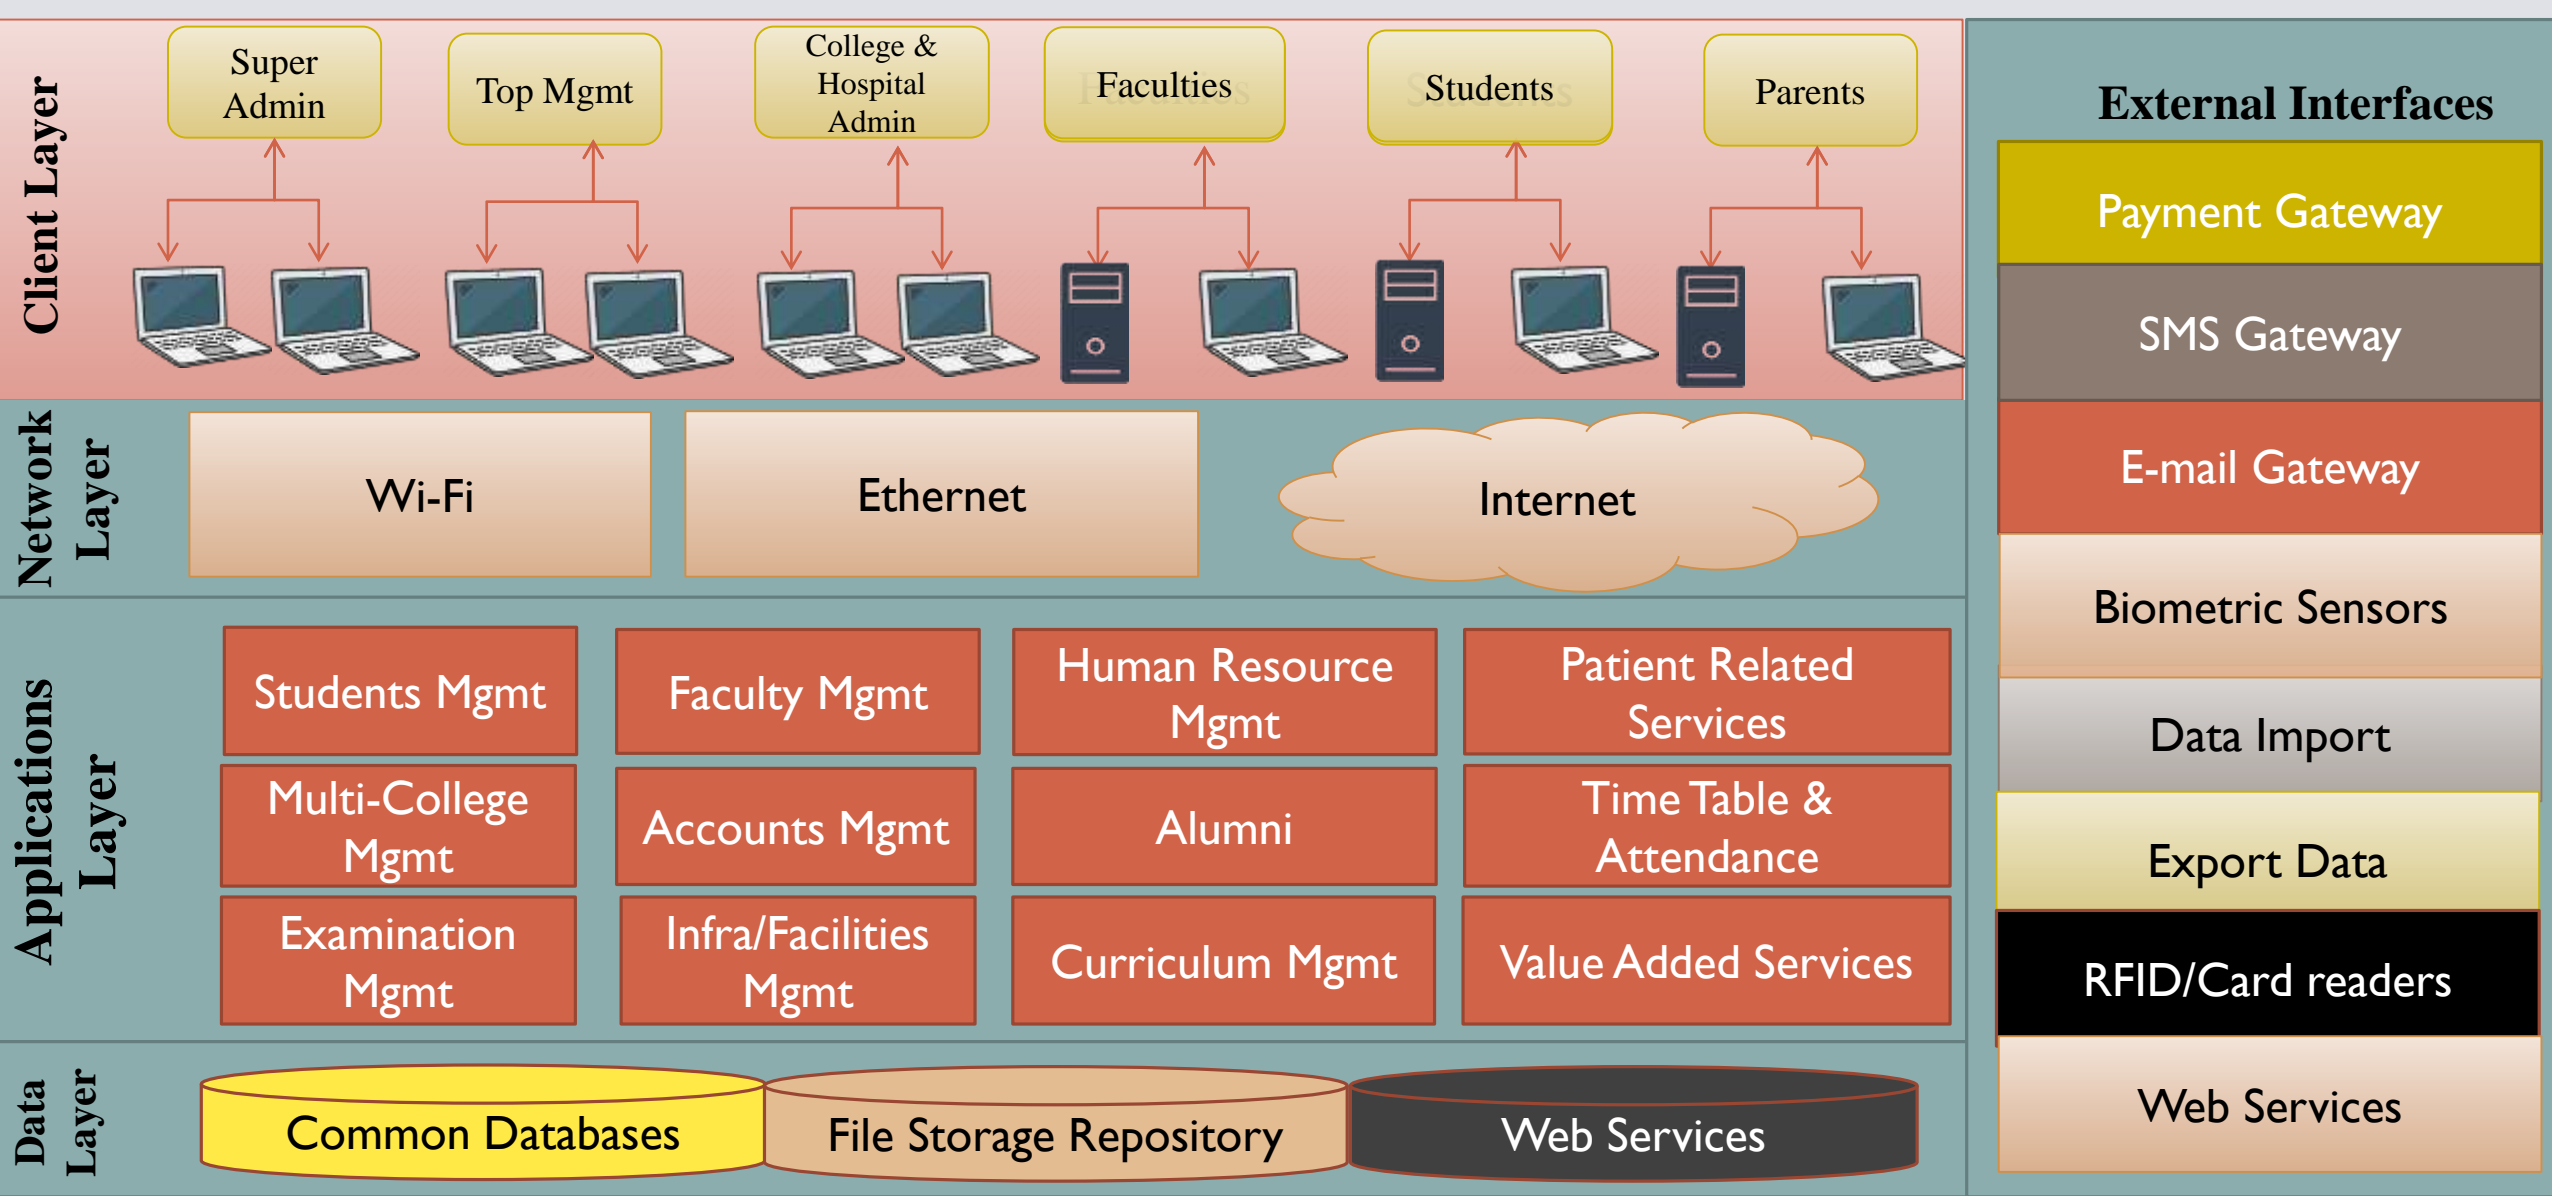 Client Layer
Super
Admin
Top Mgmt
College &
Hospital
Admin
Faculties
Students
Parents
Network
Layer
Wi-Fi
Ethernet
Internet
Applications
Layer
Students Mgmt
Faculty Mgmt
Human Resource
Mgmt
Patient Related
Services
Multi-College
Mgmt
Accounts Mgmt
Alumni
Time Table &
Attendance
Examination
Mgmt
Infra/Facilities
Mgmt
Curriculum Mgmt
Value Added Services
Data
Layer
Common Databases
File Storage Repository
Web Services
External Interfaces
Payment Gateway
SMS Gateway
E-mail Gateway
Biometric Sensors
Data Import
Export Data
RFID/Card readers
Web Services